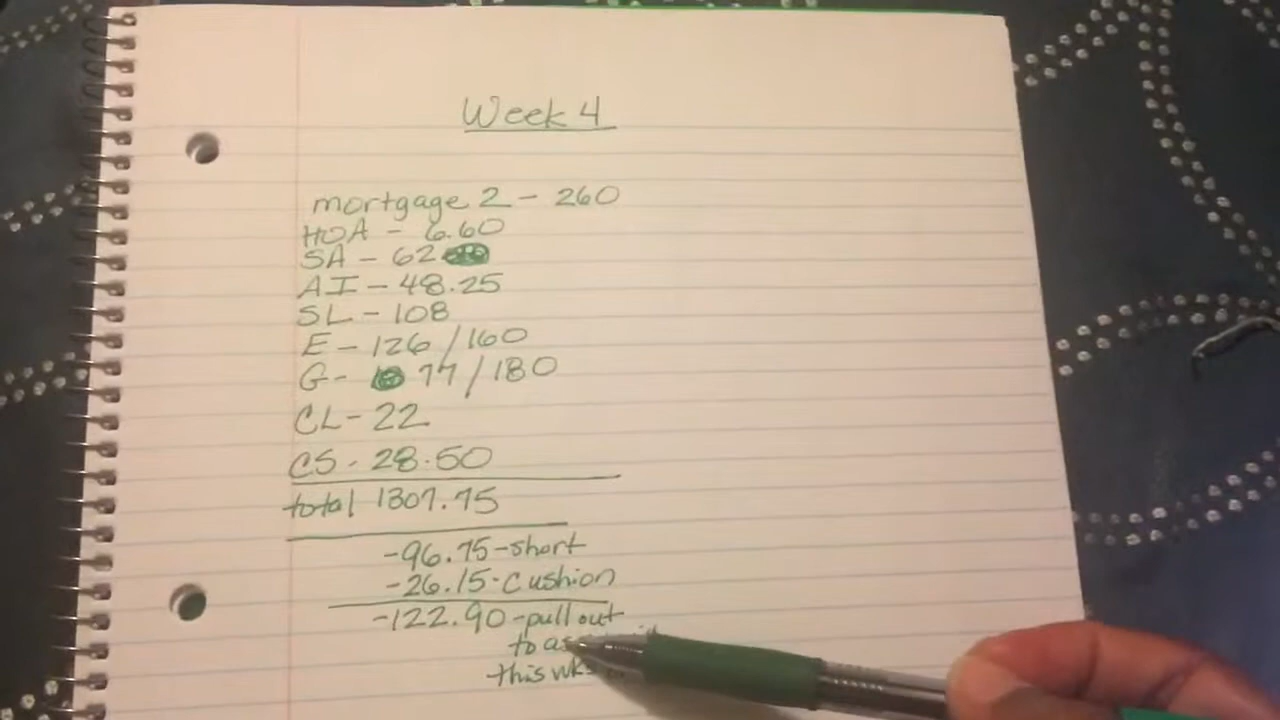 Week 4
mortgage 2 - 260
HOA - 6.60
SA - 62
AI - 48.25
SL - 108
E - 126 / 160
G - 77 / 180
CL - 22
CS - 28.50
total 1307.75
-96.75 - short
-26.15 - cushion
-122.90 - pull out
to
this wk